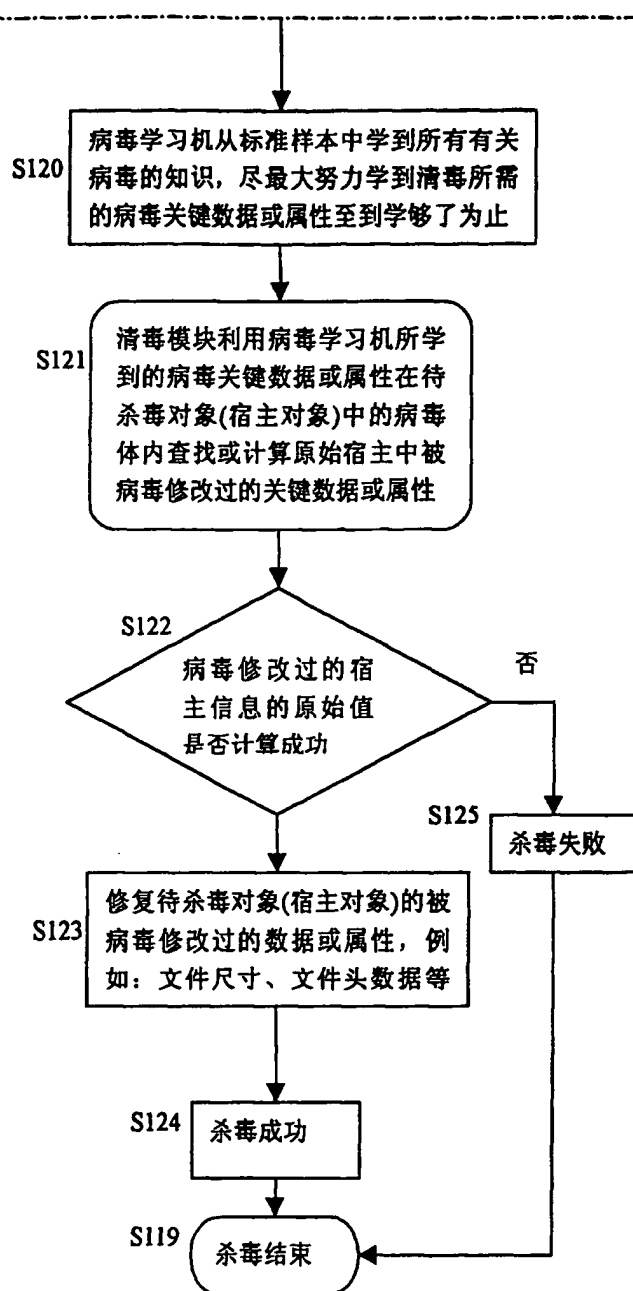 S120
病毒学习机从标准样本中学到所有有关
病毒的知识，尽最大努力学到清毒所需
的病毒关键数据或属性至到学够了为止
S121
清毒模块利用病毒学习机所学
到的病毒关键数据或属性在待
杀毒对象(宿主对象)中的病毒
体内查找或计算原始宿主中被
病毒修改过的关键数据或属性
S122
病毒修改过的宿
主信息的原始值
是否计算成功
否
S125
杀毒失败
S123
修复待杀毒对象(宿主对象)的被
病毒修改过的数据或属性，例
如：文件尺寸、文件头数据等
S124
杀毒成功
S119
杀毒结束